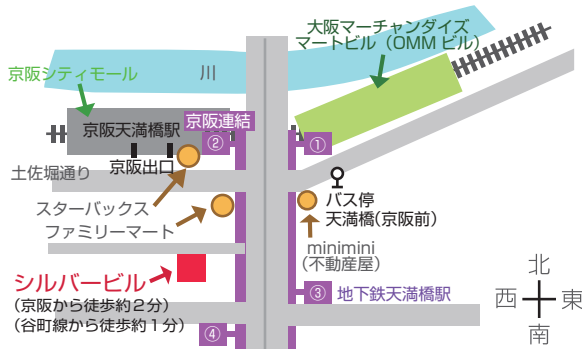 大阪マーチャンダイズ
マートビル（OMM ビル）
京阪シティモール
川
京阪連結
京阪天満橋駅
②
①
京阪出口
土佐堀通り
バス停
天満橋（京阪前）
スターバックス
ファミリーマート
minimini
（不動産屋）
シルバービル
（京阪から徒歩約２分）
（谷町線から徒歩約１分）
③
地下鉄天満橋駅
④
北
西
東
南